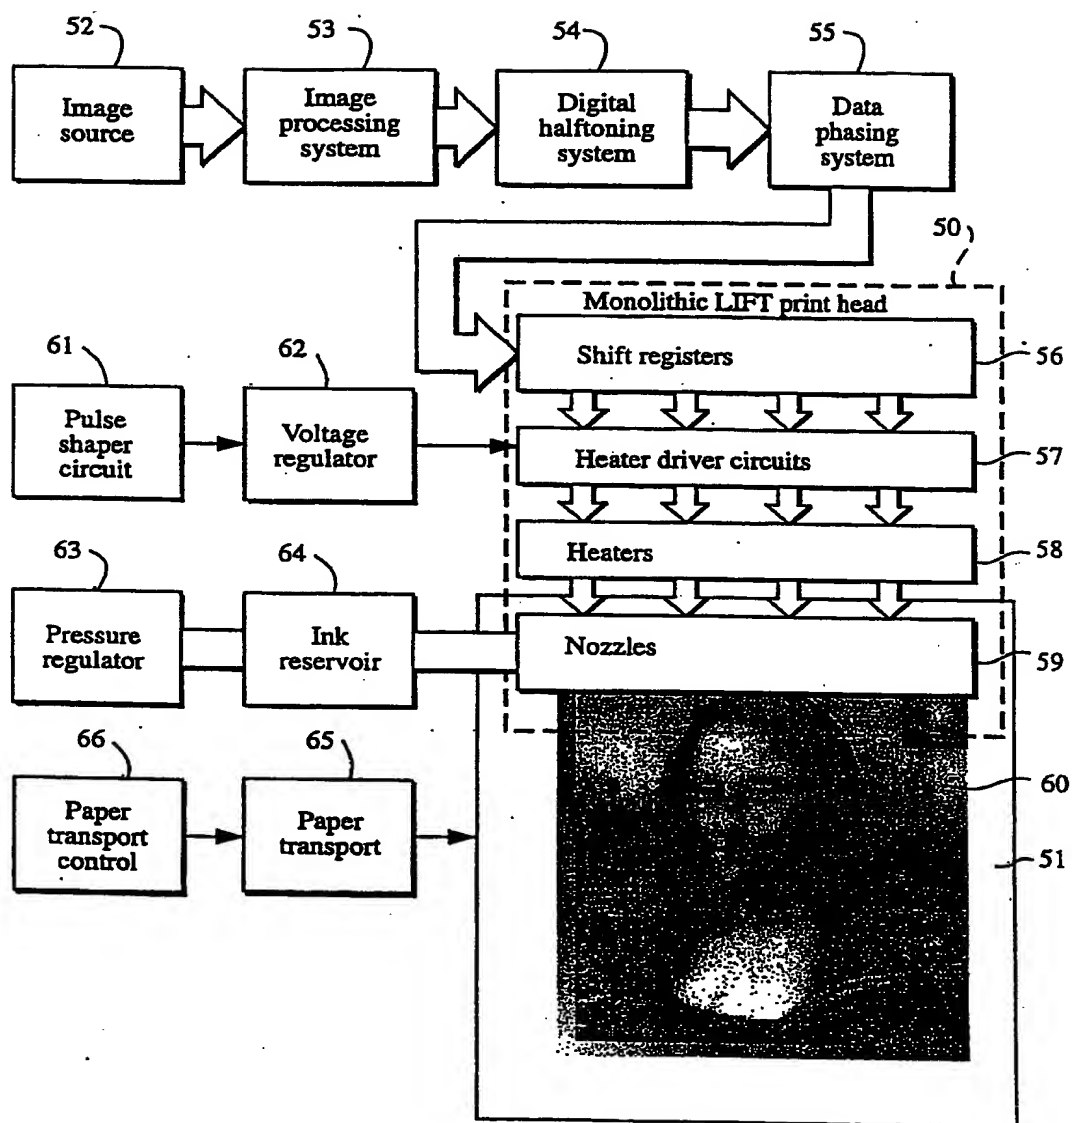 52
53
54
55
Image
source
Image
processing
system
Digital
halftoning
system
Data
phasing
system
50
Monolithic LIFT print head
Shift registers
56
61
62
Pulse
shaper
circuit
Voltage
regulator
Heater driver circuits
57
Heaters
58
63
64
Pressure
regulator
Ink
reservoir
Nozzles
59
66
65
Paper
transport
control
Paper
transport
60
51